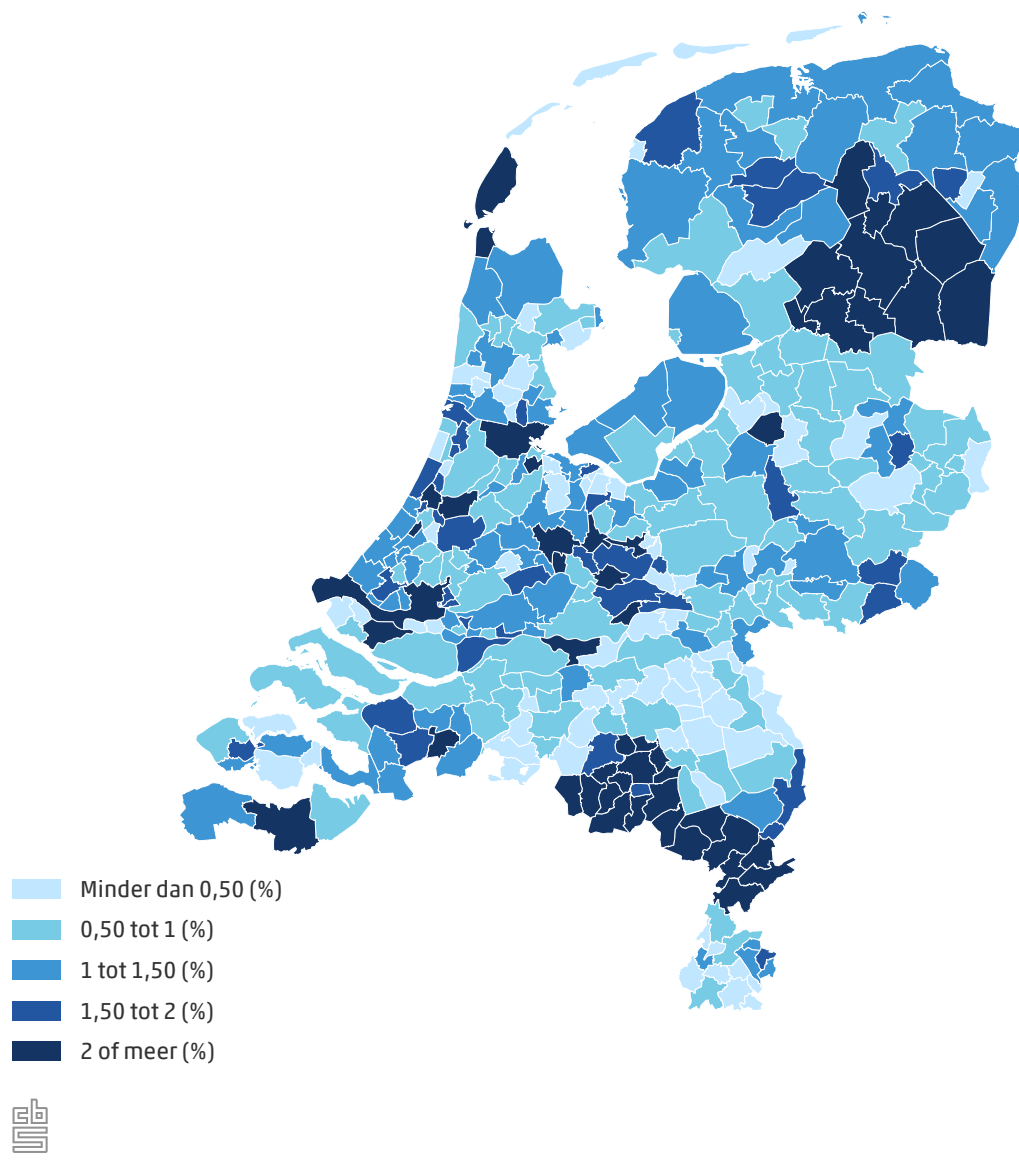 Minder dan 0,50 (%)
0,50 tot 1 (%)
1 tot 1,50 (%)
1,50 tot 2 (%)
2 of meer (%)
cbs